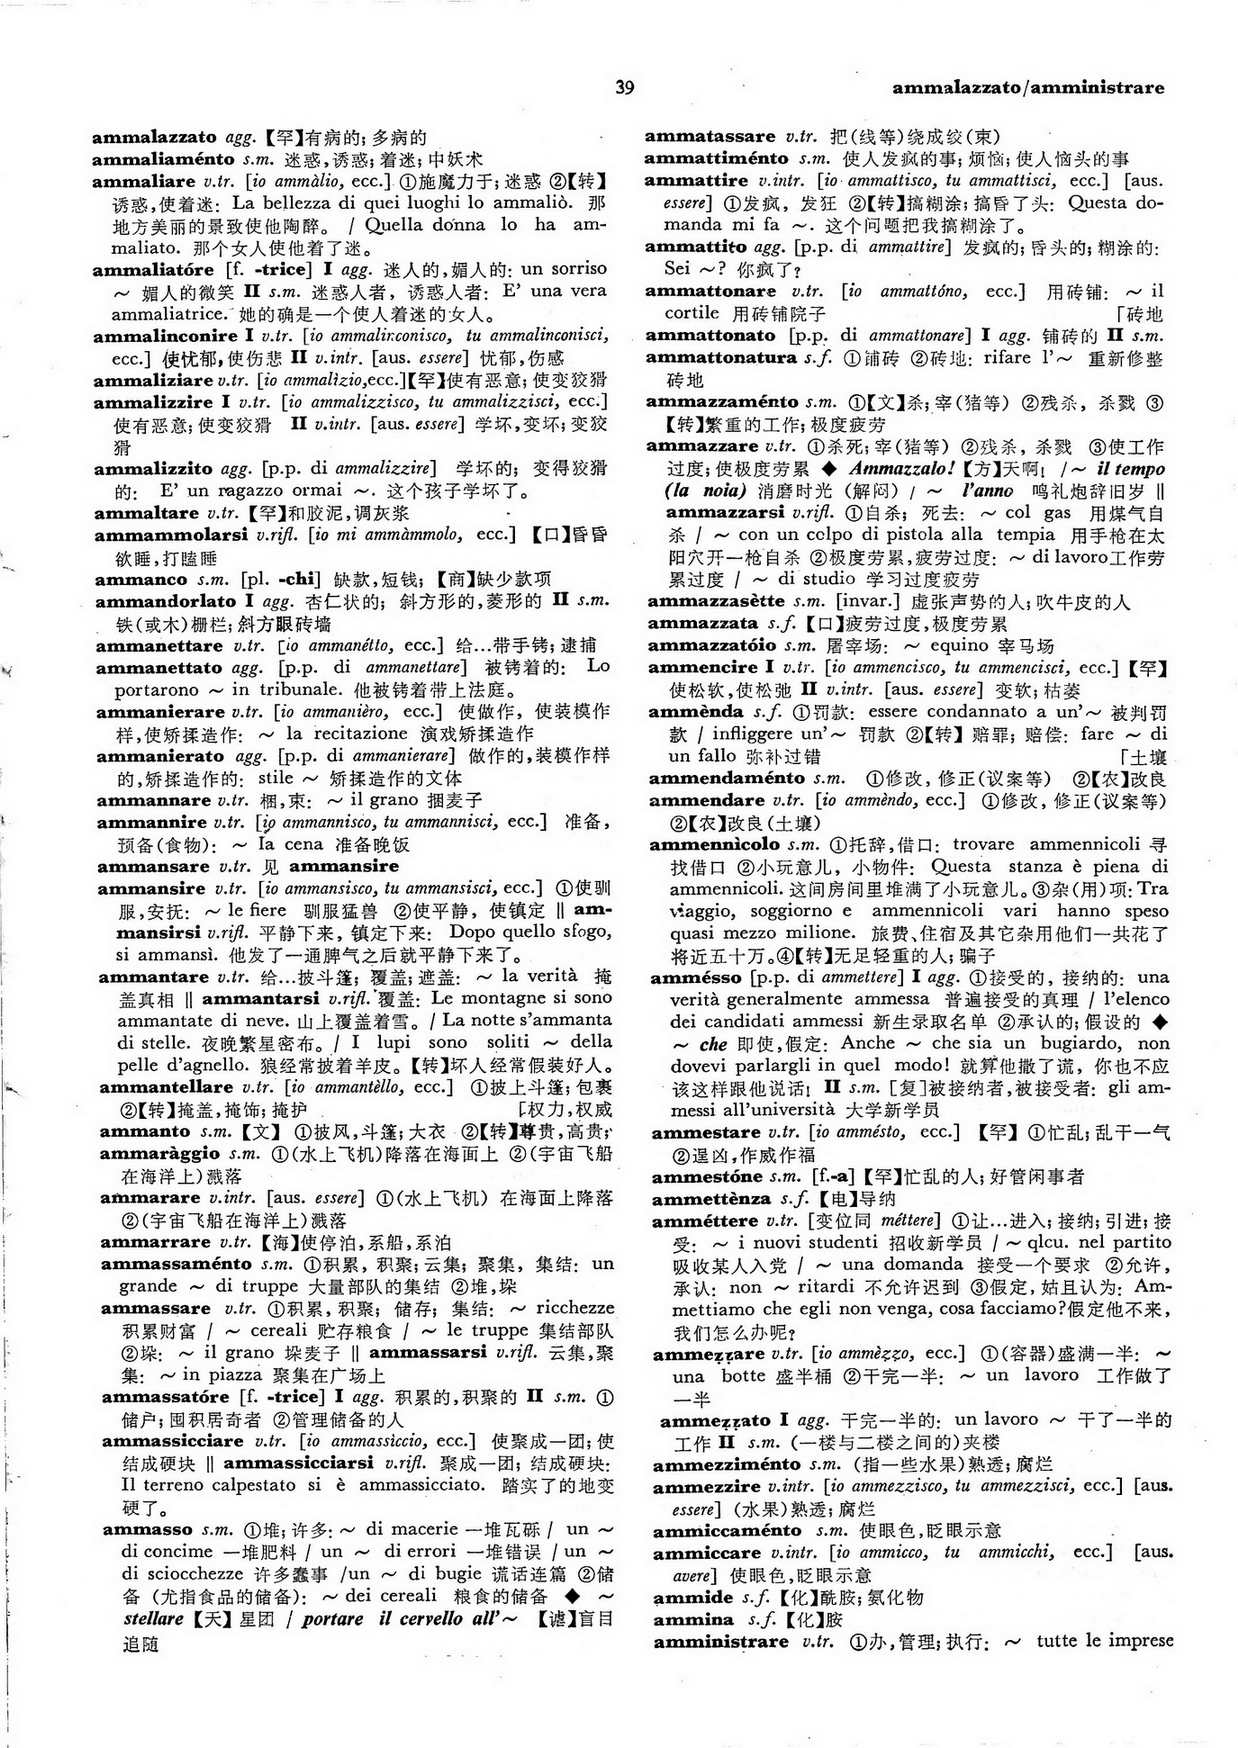 39
ammalazzato/amministrare
ammalazzato agg.【罕】有病的; 多病的
ammaliaménto s.m. 迷惑,诱惑; 着迷; 中妖术
ammaliare v.tr. [io ammàlio, ecc.] ①施魔力于; 迷惑 ②【转】
诱惑,使着迷: La bellezza di quei luoghi lo ammaliò. 那
地方美丽的景致使他陶醉。 / Quella donna lo ha am-
maliato. 那个女人使他着了迷。
ammaliatóre [f. -trice] I agg. 迷人的,媚人的: un sorriso
～ 媚人的微笑 II s.m. 迷惑人者, 诱惑人者: E' una vera
ammaliatrice. 她的确是一个使人着迷的女人。
ammalinconire I v.tr. [io ammalinconisco, tu ammalinconisci,
ecc.] 使忧郁,使伤悲 II v.intr. [aus. essere] 忧郁,伤感
ammaliziare v.tr. [io ammalìzio,ecc.]【罕】使有恶意; 使变狡猾
ammalizzire I v.tr. [io ammalizzisco, tu ammalizzisci, ecc.]
使有恶意; 使变狡猾 II v.intr. [aus. essere] 学坏,变坏; 变狡
猾
ammalizzito agg. [p.p. di ammalizzire] 学坏的; 变得狡猾
的: E' un ragazzo ormai ～. 这个孩子学坏了。
ammaltare v.tr.【罕】和胶泥,调灰浆
ammammolarsi v.rifl. [io mi ammàmmolo, ecc.] 【口】昏昏
欲睡,打瞌睡
ammanco s.m. [pl. -chi] 缺款,短钱; 【商】缺少款项
ammandorlato I agg. 杏仁状的; 斜方形的,菱形的 II s.m.
铁(或木)栅栏; 斜方眼砖墙
ammanettare v.tr. [io ammanétto, ecc.] 给…带手铐; 逮捕
ammanettato agg. [p.p. di ammanettare] 被铐着的: Lo
portarono ～ in tribunale. 他被铐着带上法庭。
ammanierare v.tr. [io ammanièro, ecc.] 使做作, 使装模作
样,使矫揉造作: ～ la recitazione 演戏矫揉造作
ammanierato agg. [p.p. di ammanierare] 做作的,装模作样
的,矫揉造作的: stile ～ 矫揉造作的文体
ammannare v.tr. 捆,束: ～ il grano 捆麦子
ammannire v.tr. [io ammannisco, tu ammannisci, ecc.] 准备,
预备(食物): ～ la cena 准备晚饭
ammansare v.tr. 见 ammansire
ammansire v.tr. [io ammansisco, tu ammansisci, ecc.] ①使驯
服,安抚: ～ le fiere 驯服猛兽 ②使平静, 使镇定 ‖ am-
mansirsi v.rifl. 平静下来, 镇定下来: Dopo quello sfogo,
si ammansì. 他发了一通脾气之后就平静下来了。
ammantare v.tr. 给…披斗篷; 覆盖; 遮盖: ～ la verità 掩
盖真相 ‖ ammantarsi v.rifl. 覆盖: Le montagne si sono
ammantate di neve. 山上覆盖着雪。 / La notte s'ammanta
di stelle. 夜晚繁星密布。 / I lupi sono soliti ～ della
pelle d'agnello. 狼经常披着羊皮。【转】坏人经常假装好人。
ammantellare v.tr. [io ammantèllo, ecc.] ①披上斗篷; 包裹
②【转】掩盖,掩饰; 掩护 「权力,权威
ammanto s.m.【文】 ①披风,斗篷; 大衣 ②【转】尊贵,高贵;
ammaràggio s.m. ①(水上飞机)降落在海面上 ②(宇宙飞船
在海洋上)溅落
ammarare v.intr. [aus. essere] ①(水上飞机) 在海面上降落
②(宇宙飞船在海洋上)溅落
ammarrare v.tr.【海】使停泊,系船,系泊
ammassaménto s.m. ①积累, 积聚; 云集; 聚集, 集结: un
grande ～ di truppe 大量部队的集结 ②堆,垛
ammassare v.tr. ①积累,积聚; 储存; 集结: ～ ricchezze
积累财富 / ～ cereali 贮存粮食 / ～ le truppe 集结部队
②垛: ～ il grano 垛麦子 ‖ ammassarsi v.rifl. 云集,聚
集: ～ in piazza 聚集在广场上
ammassatóre [f. -trice] I agg. 积累的,积聚的 II s.m. ①
储户; 囤积居奇者 ②管理储备的人
ammassicciare v.tr. [io ammassìccio, ecc.] 使聚成一团; 使
结成硬块 ‖ ammassicciarsi v.rifl. 聚成一团; 结成硬块:
Il terreno calpestato si è ammassicciato. 踏实了的地变
硬了。
ammasso s.m. ①堆; 许多: ～ di macerie 一堆瓦砾 / un ～
di concime 一堆肥料 / un ～ di errori 一堆错误 / un ～
di sciocchezze 许多蠢事 /un ～ di bugie 谎话连篇 ②储
备 (尤指食品的储备): ～ dei cereali 粮食的储备 ◆ ～
stellare【天】星团 / portare il cervello all'～ 【谑】盲目
追随
ammatassare v.tr. 把(线等)绕成绞(束)
ammattiménto s.m. 使人发疯的事; 烦恼; 使人恼头的事
ammattire v.intr. [io ammattisco, tu ammattisci, ecc.] [aus.
essere] ①发疯, 发狂 ②【转】搞糊涂; 搞昏了头: Questa do-
manda mi fa ～. 这个问题把我搞糊涂了。
ammattito agg. [p.p. di ammattire] 发疯的; 昏头的; 糊涂的:
Sei ～? 你疯了?
ammattonare v.tr. [io ammattóno, ecc.] 用砖铺: ～ il
cortile 用砖铺院子 「砖地
ammattonato [p.p. di ammattonare] I agg. 铺砖的 II s.m.
ammattonatura s.f. ①铺砖 ②砖地: rifare l'～ 重新修整
砖地
ammazzaménto s.m. ①【文】杀; 宰(猪等) ②残杀, 杀戮 ③
【转】繁重的工作; 极度疲劳
ammazzare v.tr. ①杀死; 宰(猪等) ②残杀, 杀戮 ③使工作
过度; 使极度劳累 ◆ Ammazzalo!【方】天啊! /～ il tempo
(la noia) 消磨时光 (解闷) / ～ l'anno 鸣礼炮辞旧岁 ‖
ammazzarsi v.rifl. ①自杀; 死去: ～ col gas 用煤气自
杀 / ～ con un colpo di pistola alla tempia 用手枪在太
阳穴开一枪自杀 ②极度劳累,疲劳过度: ～ di lavoro工作劳
累过度 / ～ di studio 学习过度疲劳
ammazzasètte s.m. [invar.] 虚张声势的人; 吹牛皮的人
ammazzata s.f.【口】疲劳过度,极度劳累
ammazzatóio s.m. 屠宰场: ～ equino 宰马场
ammencire I v.tr. [io ammencisco, tu ammencisci, ecc.]【罕】
使松软,使松弛 II v.intr. [aus. essere] 变软; 枯萎
ammènda s.f. ①罚款: essere condannato a un'～ 被判罚
款 / infliggere un'～ 罚款 ②【转】 赔罪; 赔偿: fare ～ di
un fallo 弥补过错 「土壤
ammendaménto s.m. ①修改, 修正(议案等) ②【农】改良
ammendare v.tr. [io ammèndo, ecc.] ①修改, 修正(议案等)
②【农】改良(土壤)
ammennìcolo s.m. ①托辞,借口: trovare ammennicoli 寻
找借口 ②小玩意儿, 小物件: Questa stanza è piena di
ammennicoli. 这间房间里堆满了小玩意儿。③杂(用)项: Tra
viaggio, soggiorno e ammennicoli vari hanno speso
quasi mezzo milione. 旅费、住宿及其它杂用他们一共花了
将近五十万。④【转】无足轻重的人; 骗子
ammésso [p.p. di ammettere] I agg. ①接受的, 接纳的: una
verità generalmente ammessa 普遍接受的真理 / l'elenco
dei candidati ammessi 新生录取名单 ②承认的; 假设的 ◆
～ che 即使,假定: Anche ～ che sia un bugiardo, non
dovevi parlargli in quel modo! 就算他撒了谎, 你也不应
该这样跟他说话! II s.m. [复]被接纳者,被接受者: gli am-
messi all'università 大学新学员
ammestare v.tr. [io ammésto, ecc.] 【罕】 ①忙乱; 乱干一气
②逞凶,作威作福
ammestóne s.m. [f.-a]【罕】忙乱的人; 好管闲事者
ammettènza s.f.【电】导纳
amméttere v.tr. [变位同 méttere] ①让…进入; 接纳; 引进; 接
受: ～ i nuovi studenti 招收新学员 / ～ qlcu. nel partito
吸收某人入党 / ～ una domanda 接受一个要求 ②允许,
承认: non ～ ritardi 不允许迟到 ③假定, 姑且认为: Am-
mettiamo che egli non venga, cosa facciamo?假定他不来,
我们怎么办呢?
ammezzare v.tr. [io ammèzzo, ecc.] ①(容器)盛满一半: ～
una botte 盛半桶 ②干完一半: ～ un lavoro 工作做了
一半
ammezzato I agg. 干完一半的: un lavoro ～ 干了一半的
工作 II s.m. (一楼与二楼之间的)夹楼
ammezziménto s.m. (指一些水果)熟透; 腐烂
ammezzire v.intr. [io ammezzisco, tu ammezzisci, ecc.] [aus.
essere] (水果)熟透; 腐烂
ammiccaménto s.m. 使眼色,眨眼示意
ammiccare v.intr. [io ammicco, tu ammicchi, ecc.] [aus.
avere] 使眼色,眨眼示意
ammide s.f.【化】酰胺; 氨化物
ammina s.f.【化】胺
amministrare v.tr. ①办,管理; 执行: ～ tutte le imprese